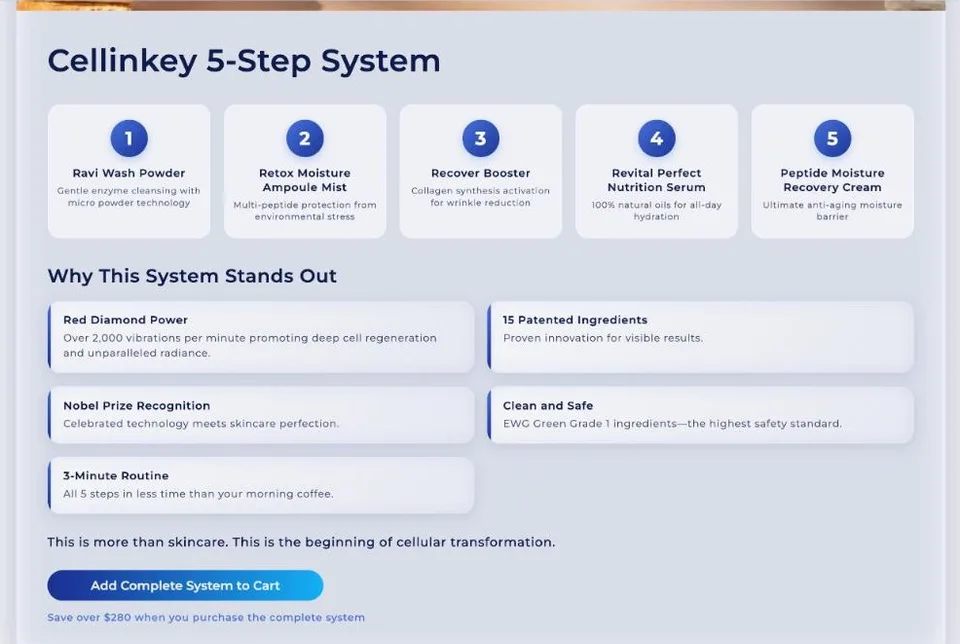 Cellinkey 5-Step System
1
Ravi Wash Powder
Gentle enzyme cleansing with
micro powder technology
2
Retox Moisture
Ampoule Mist
Multi-peptide protection from
environmental stress
3
Recover Booster
Collagen synthesis activation
for wrinkle reduction
4
Revital Perfect
Nutrition Serum
100% natural oils for all-day
hydration
5
Peptide Moisture
Recovery Cream
Ultimate anti-aging moisture
barrier
Why This System Stands Out
Red Diamond Power
Over 2,000 vibrations per minute promoting deep cell regeneration
and unparalleled radiance.
15 Patented Ingredients
Proven innovation for visible results.
Nobel Prize Recognition
Celebrated technology meets skincare perfection.
Clean and Safe
EWG Green Grade 1 ingredients—the highest safety standard.
3-Minute Routine
All 5 steps in less time than your morning coffee.
This is more than skincare. This is the beginning of cellular transformation.
Add Complete System to Cart
Save over $280 when you purchase the complete system